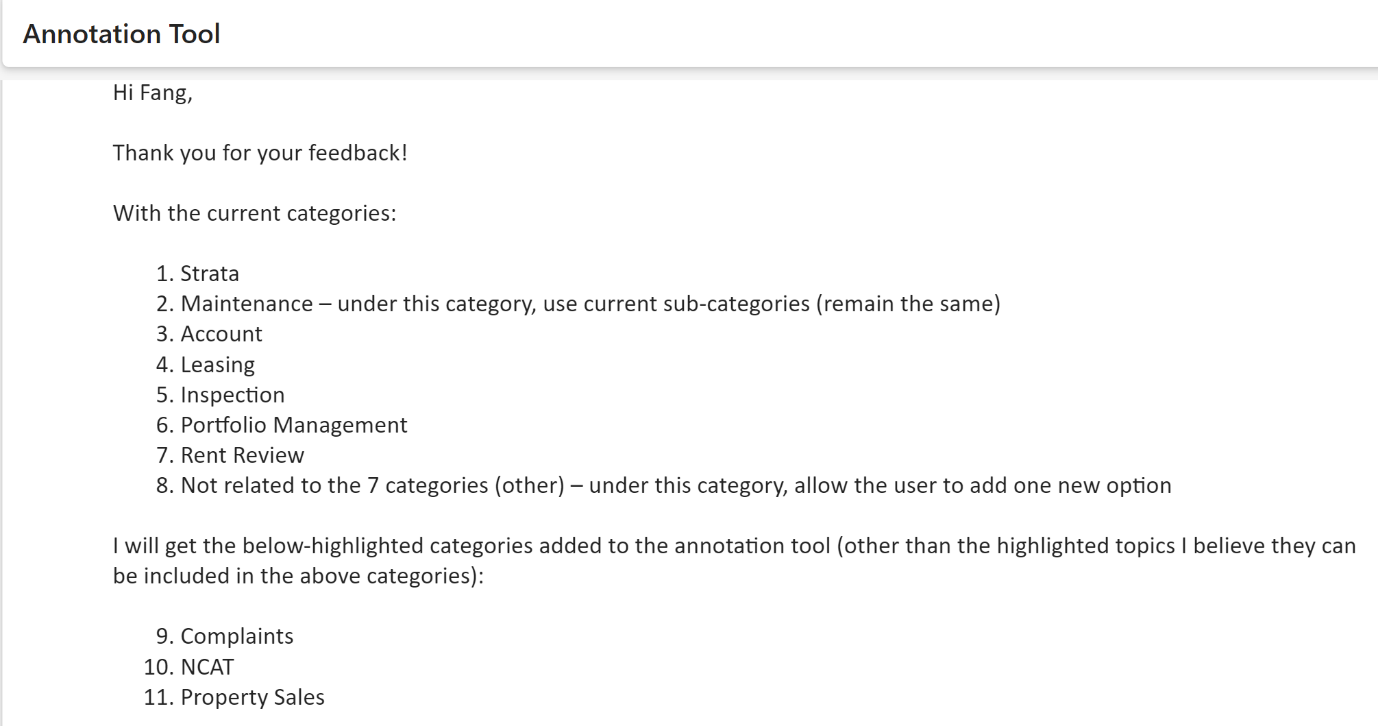 Annotation Tool
Hi Fang,
Thank you for your feedback!
With the current categories:
1. Strata
2. Maintenance – under this category, use current sub-categories (remain the same)
3. Account
4. Leasing
5. Inspection
6. Portfolio Management
7. Rent Review
8. Not related to the 7 categories (other) – under this category, allow the user to add one new option
I will get the below-highlighted categories added to the annotation tool (other than the highlighted topics I believe they can
be included in the above categories):
9. Complaints
10. NCAT
11. Property Sales